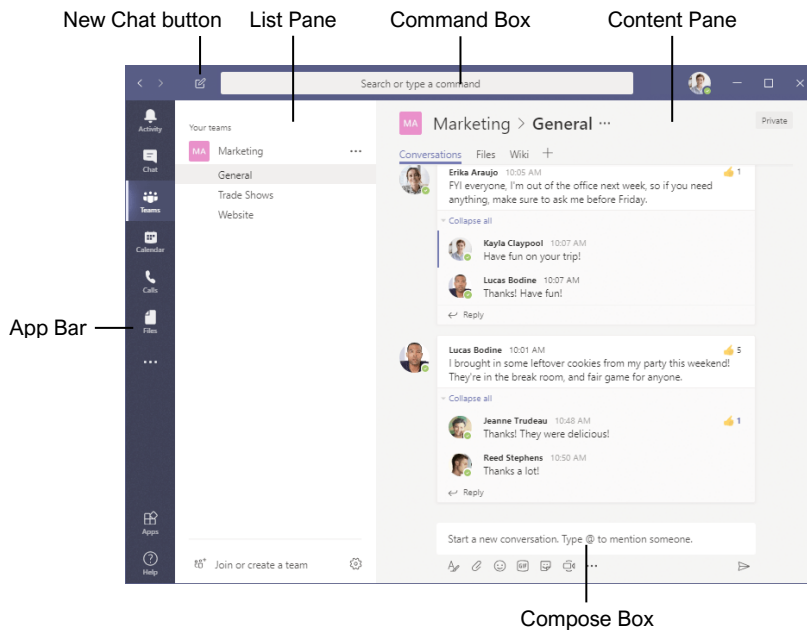 New Chat button List Pane Command Box Content Pane
Search or type a command
Activity
Chat
Teams
Calendar
Calls
Files
Apps
Help
App Bar
Your teams
MA Marketing ...
General
Trade Shows
Website
Join or create a team
MA Marketing > General ...
Private
Conversations Files Wiki +
Erika Araujo 10:05 AM 1
FYI everyone, I'm out of the office next week, so if you need
anything, make sure to ask me before Friday.
Collapse all
Kayla Claypool 10:07 AM
Have fun on your trip!
Lucas Bodine 10:07 AM
Thanks! Have fun!
Reply
Lucas Bodine 10:01 AM 5
I brought in some leftover cookies from my party this weekend!
They're in the break room, and fair game for anyone.
Collapse all
Jeanne Trudeau 10:48 AM 1
Thanks! They were delicious!
Reed Stephens 10:50 AM
Thanks a lot!
Reply
Start a new conversation. Type @ to mention someone.
GIF
Compose Box